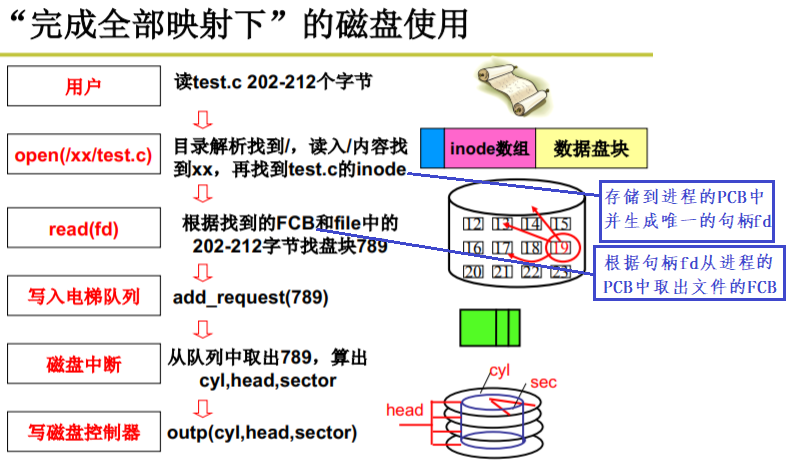 “完成全部映射下”的磁盘使用
用户
读test.c 202-212个字节
open(/xx/test.c)
目录解析找到/，读入/内容找
到xx，再找到test.c的inode
inode数组
数据盘块
存储到进程的PCB中
并生成唯一的句柄fd
read(fd)
根据找到的FCB和file中的
202-212字节找盘块789
12 13 14 15
16 17 18 19
20 21 22 23
根据句柄fd从进程的
PCB中取出文件的FCB
写入电梯队列
add_request(789)
磁盘中断
从队列中取出789，算出
cyl,head,sector
cyl
sec
head
写磁盘控制器
outp(cyl,head,sector)